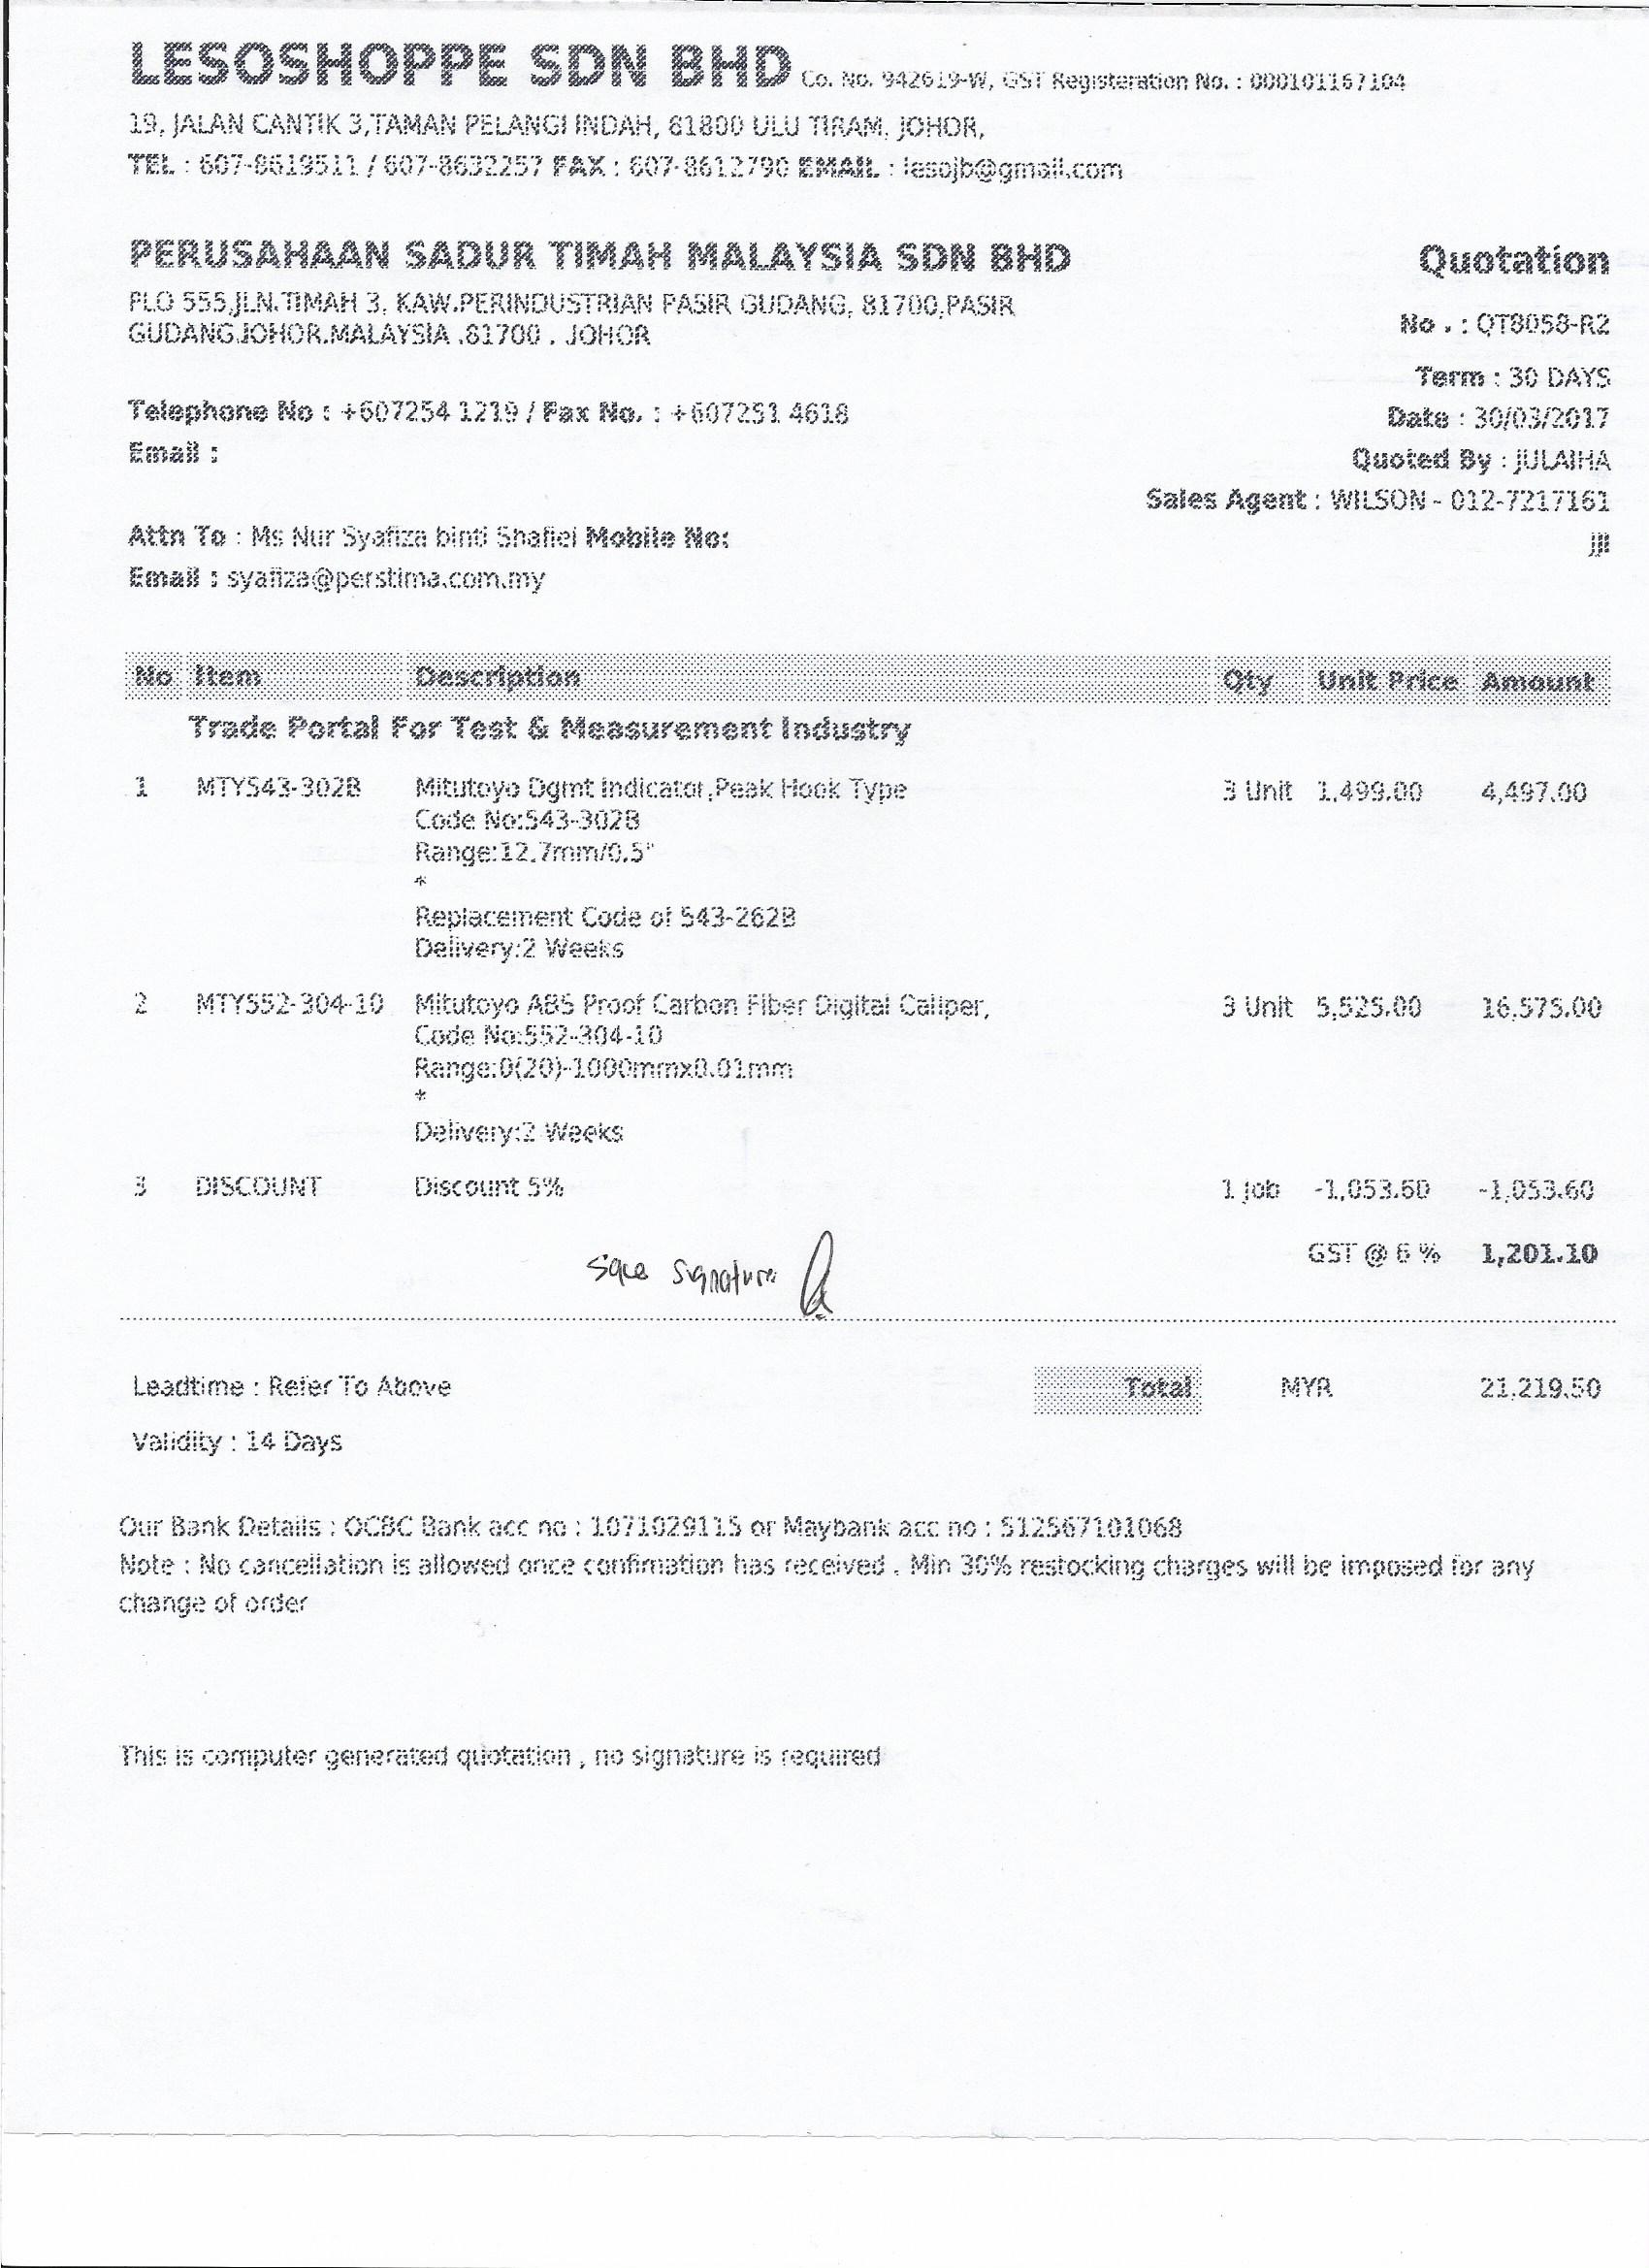 LESOSHOPPE SDN BHD Co. No. 942619-W, GST Registeration No. : 000101167104
19, JALAN CANTIK 3,TAMAN PELANGI INDAH, 81800 ULU TIRAM, JOHOR,
TEL : 607-8619511 / 607-8632257 FAX : 607-8612790 EMAIL : lesojb@gmail.com
PERUSAHAAN SADUR TIMAH MALAYSIA SDN BHD
Quotation
PLO 555,JLN.TIMAH 3, KAW.PERINDUSTRIAN PASIR GUDANG, 81700,PASIR
GUDANG.JOHOR.MALAYSIA .81700 . JOHOR
No . : QT8058-R2
Term : 30 DAYS
Telephone No : +607254 1219 / Fax No. : +607251 4618
Date : 30/03/2017
Email :
Quoted By : JULAIHA
Sales Agent : WILSON - 012-7217161
Attn To : Ms Nur Syafiza binti Shafiei Mobile No:
jjl
Email : syafiza@perstima.com.my
No Item Description Qty Unit Price Amount
Trade Portal For Test & Measurement Industry
1 MTY543-302B Mitutoyo Dgmt Indicator,Peak Hook Type 3 Unit 1,499.00 4,497.00
Code No:543-302B
Range:12.7mm/0.5"
*
Replacement Code of 543-262B
Delivery:2 Weeks
2 MTY552-304-10 Mitutoyo ABS Proof Carbon Fiber Digital Caliper, 3 Unit 5,525.00 16,575.00
Code No:552-304-10
Range:0(20)-1000mmx0.01mm
*
Delivery:2 Weeks
3 DISCOUNT Discount 5% 1 job -1,053.60 -1,053.60
GST @ 6 % 1,201.10
signature
Leadtime : Refer To Above Total MYR 21,219.50
Validity : 14 Days
Our Bank Details : OCBC Bank acc no : 1071029115 or Maybank acc no : 512567101068
Note : No cancellation is allowed once confirmation has received . Min 30% restocking charges will be imposed for any
change of order
This is computer generated quotation , no signature is required